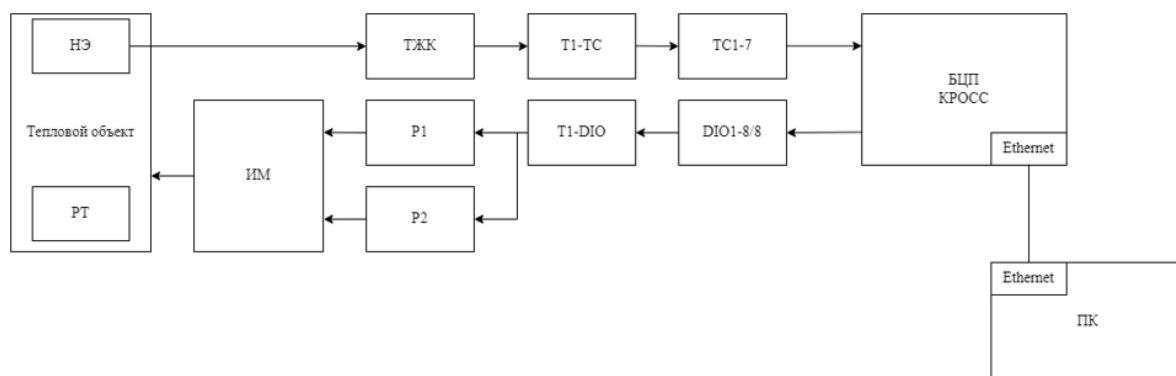 НЭ
ТЖК
Т1-ТС
ТС1-7
БЦП
КРОСС
Тепловой объект
Р1
Т1-DIO
DIO1-8/8
Ethernet
ИМ
РТ
Р2
Ethernet
ПК